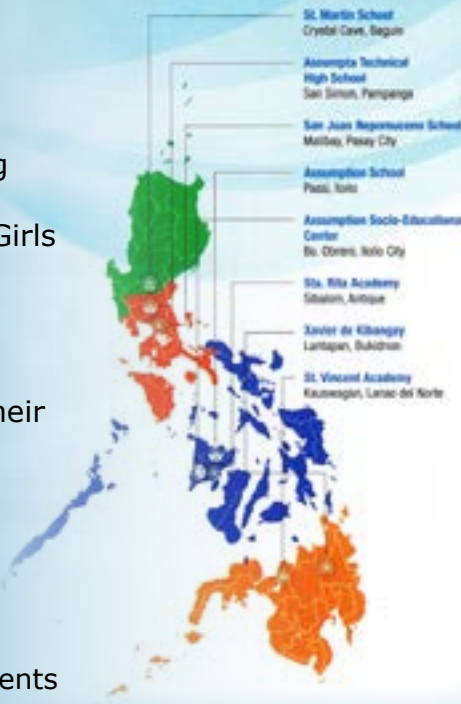 g
Girls
heir
ents
St. Martin School
Crystal Cave, Baguio
Assumpta Technical
High School
San Simon, Pampanga
San Juan Nepomuceno School
Malibay, Pasay City
Assumption School
Passi, Iloilo
Assumption Socio-Educational
Center
Bo. Obrero, Iloilo City
Sta. Rita Academy
Sibalom, Antique
Xavier de Kibangay
Lantapan, Bukidnon
St. Vincent Academy
Kauswagan, Lanao del Norte